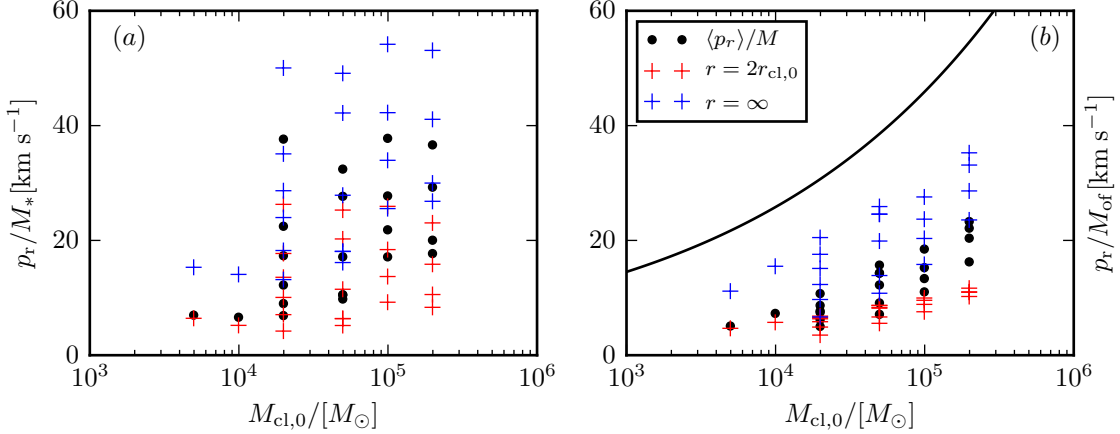 (a)
60
40
20
0
p_r/M_*[km s^−1]
10^3 10^4 10^5 10^6
M_cl,0/[M_⊙]
(b)
⟨p_r⟩/M
r = 2r_cl,0
r = ∞
60
40
20
0
p_r/M_of[km s^−1]
10^3 10^4 10^5 10^6
M_cl,0/[M_⊙]